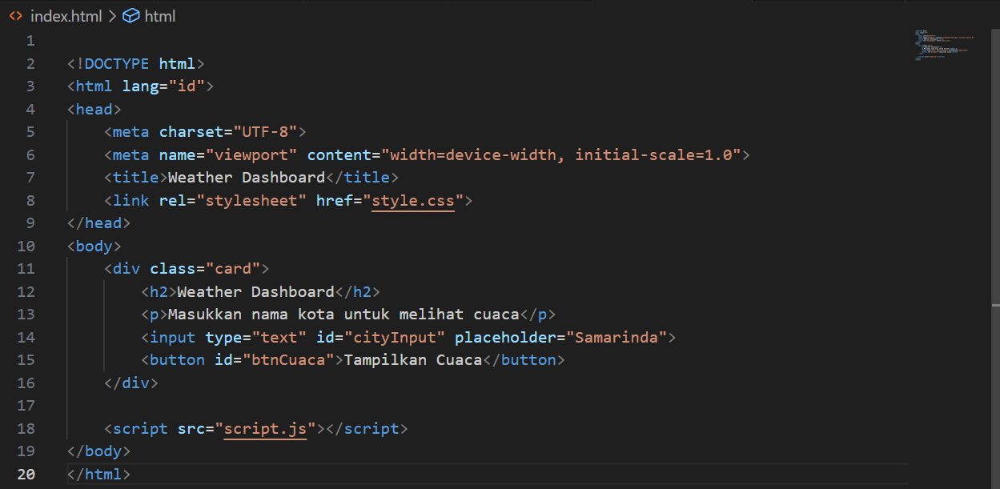 index.html > html
1
2 <!DOCTYPE html>
3 <html lang="id">
4 <head>
5     <meta charset="UTF-8">
6     <meta name="viewport" content="width=device-width, initial-scale=1.0">
7     <title>Weather Dashboard</title>
8     <link rel="stylesheet" href="style.css">
9 </head>
10 <body>
11     <div class="card">
12         <h2>Weather Dashboard</h2>
13         <p>Masukkan nama kota untuk melihat cuaca</p>
14         <input type="text" id="cityInput" placeholder="Samarinda">
15         <button id="btnCuaca">Tampilkan Cuaca</button>
16     </div>
17
18     <script src="script.js"></script>
19 </body>
20 </html>